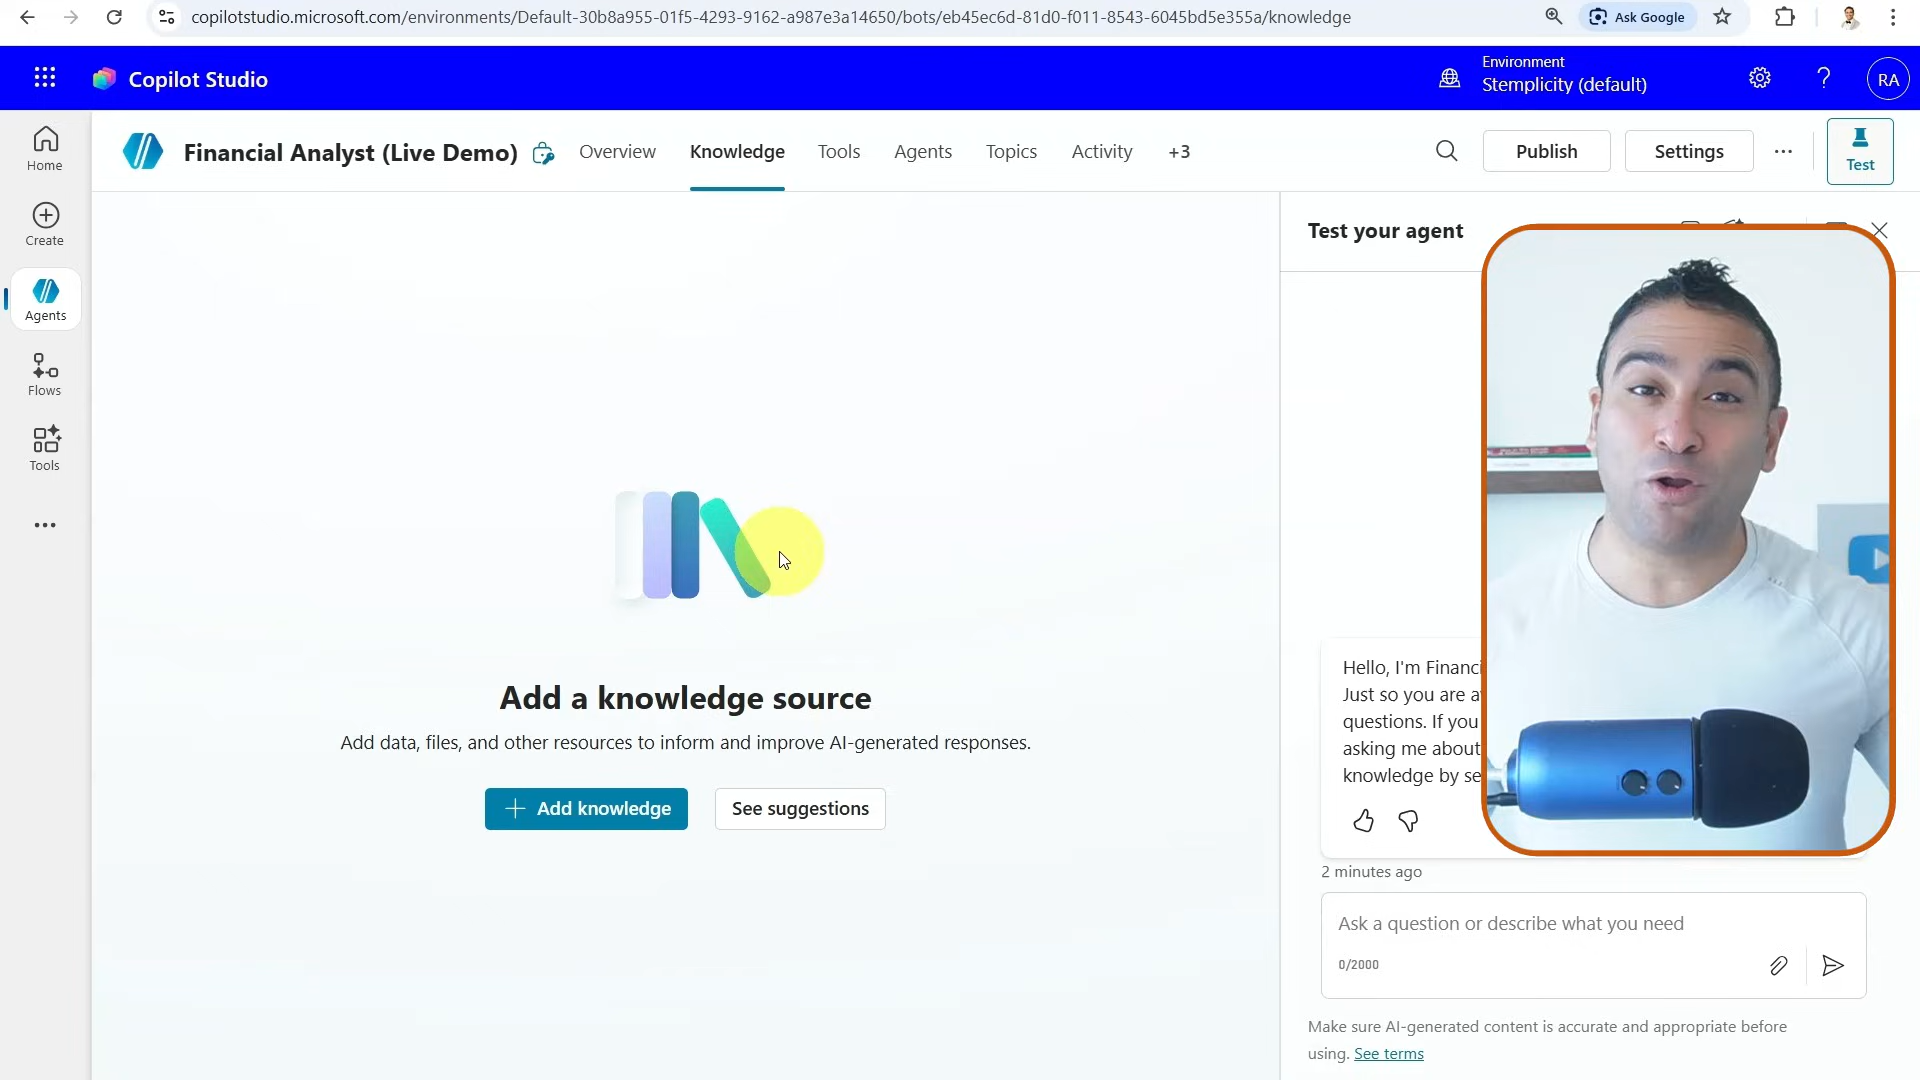 copilotstudio.microsoft.com/environments/Default-30b8a955-01f5-4293-9162-a987e3a14650/bots/eb45ec6d-81d0-f011-8543-6045bd5e355a/knowledge
Ask Google
Copilot Studio
Environment
Stemplicity (default)
RA
Home
Create
Agents
Flows
Tools
Financial Analyst (Live Demo)
Overview
Knowledge
Tools
Agents
Topics
Activity
+3
Publish
Settings
Test
Add a knowledge source
Add data, files, and other resources to inform and improve AI-generated responses.
Add knowledge
See suggestions
Test your agent
Hello, I'm
Just so you are
questions. If you
asking me about
knowledge by
2 minutes ago
Ask a question or describe what you need
0/2000
Make sure AI-generated content is accurate and appropriate before
using. See terms